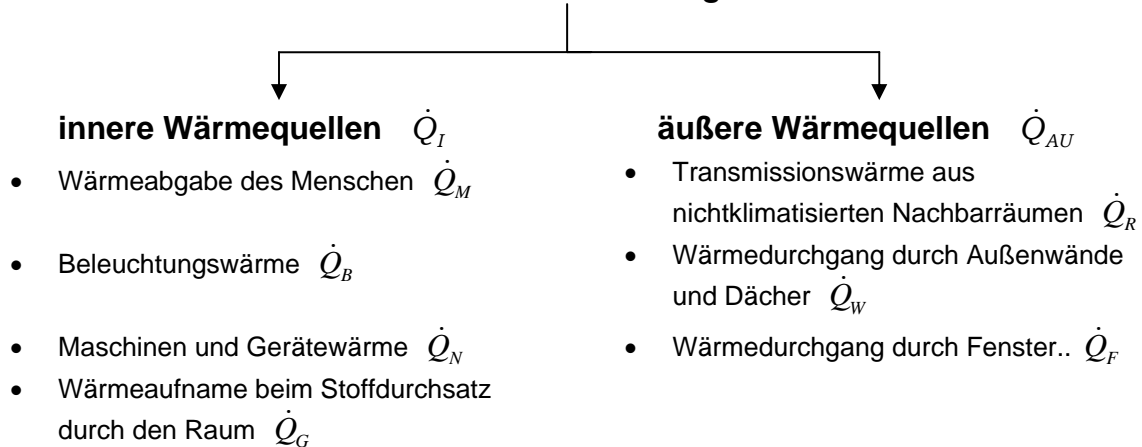 innere Wärmequellen Q̇_I
• Wärmeabgabe des Menschen Q̇_M
• Beleuchtungswärme Q̇_B
• Maschinen und Gerätewärme Q̇_N
• Wärmeaufname beim Stoffdurchsatz
durch den Raum Q̇_G
äußere Wärmequellen Q̇_AU
• Transmissionswärme aus
nichtklimatisierten Nachbarräumen Q̇_R
• Wärmedurchgang durch Außenwände
und Dächer Q̇_W
• Wärmedurchgang durch Fenster.. Q̇_F